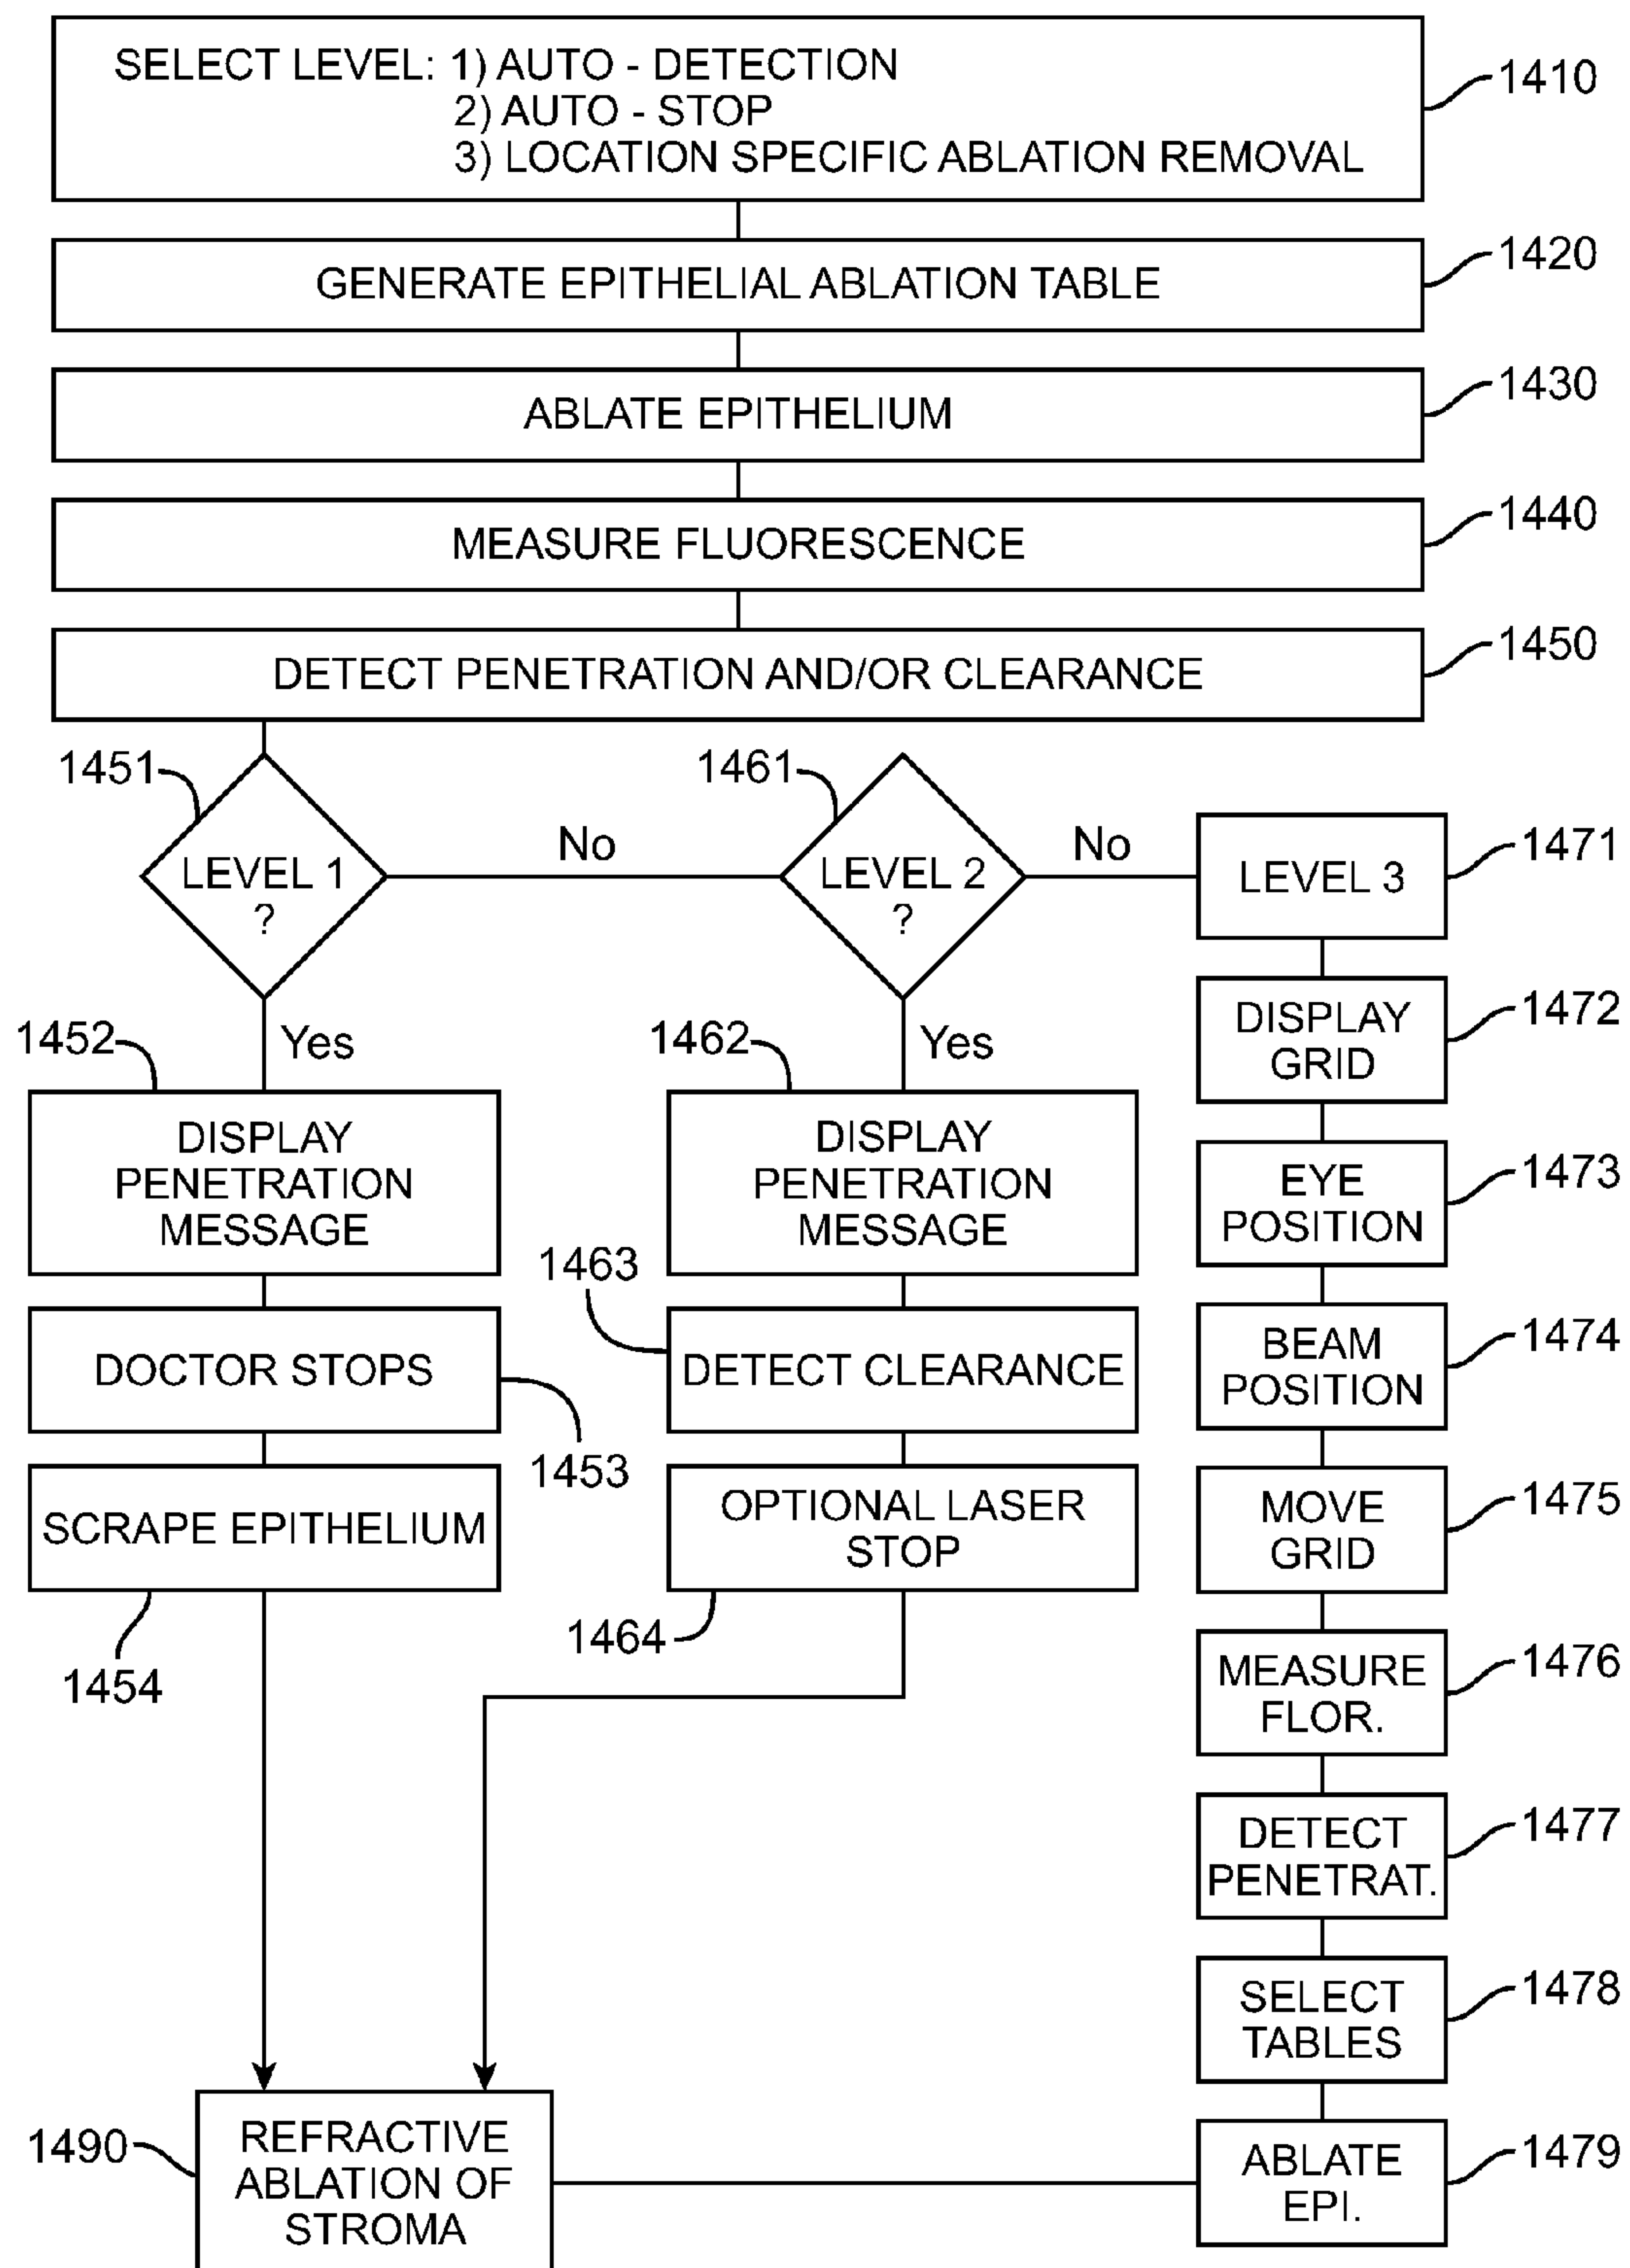 SELECT LEVEL: 1) AUTO - DETECTION
2) AUTO - STOP
3) LOCATION SPECIFIC ABLATION REMOVAL
1410
GENERATE EPITHELIAL ABLATION TABLE
1420
ABLATE EPITHELIUM
1430
MEASURE FLUORESCENCE
1440
DETECT PENETRATION AND/OR CLEARANCE
1450
1451
LEVEL 1
?
No
Yes
1452
DISPLAY
PENETRATION
MESSAGE
DOCTOR STOPS
1453
SCRAPE EPITHELIUM
1454
1461
LEVEL 2
?
No
Yes
1462
DISPLAY
PENETRATION
MESSAGE
1463
DETECT CLEARANCE
OPTIONAL LASER
STOP
1464
LEVEL 3
1471
DISPLAY
GRID
1472
EYE
POSITION
1473
BEAM
POSITION
1474
MOVE
GRID
1475
MEASURE
FLOR.
1476
DETECT
PENETRAT.
1477
SELECT
TABLES
1478
ABLATE
EPI.
1479
1490
REFRACTIVE
ABLATION OF
STROMA